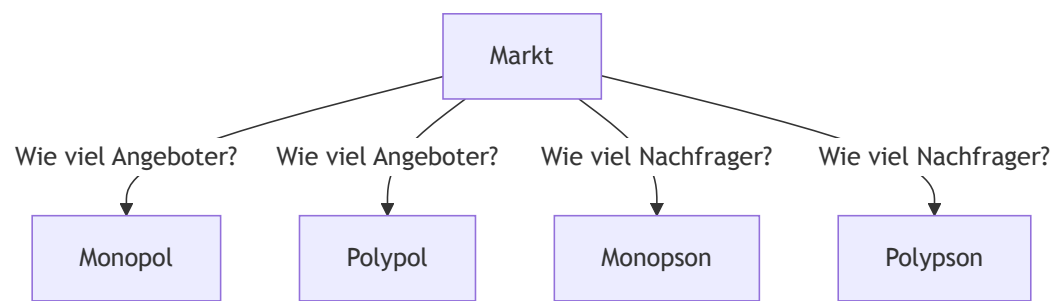 Markt
Wie viel Angeboter?
Wie viel Angeboter?
Wie viel Nachfrager?
Wie viel Nachfrager?
Monopol
Polypol
Monopson
Polypson